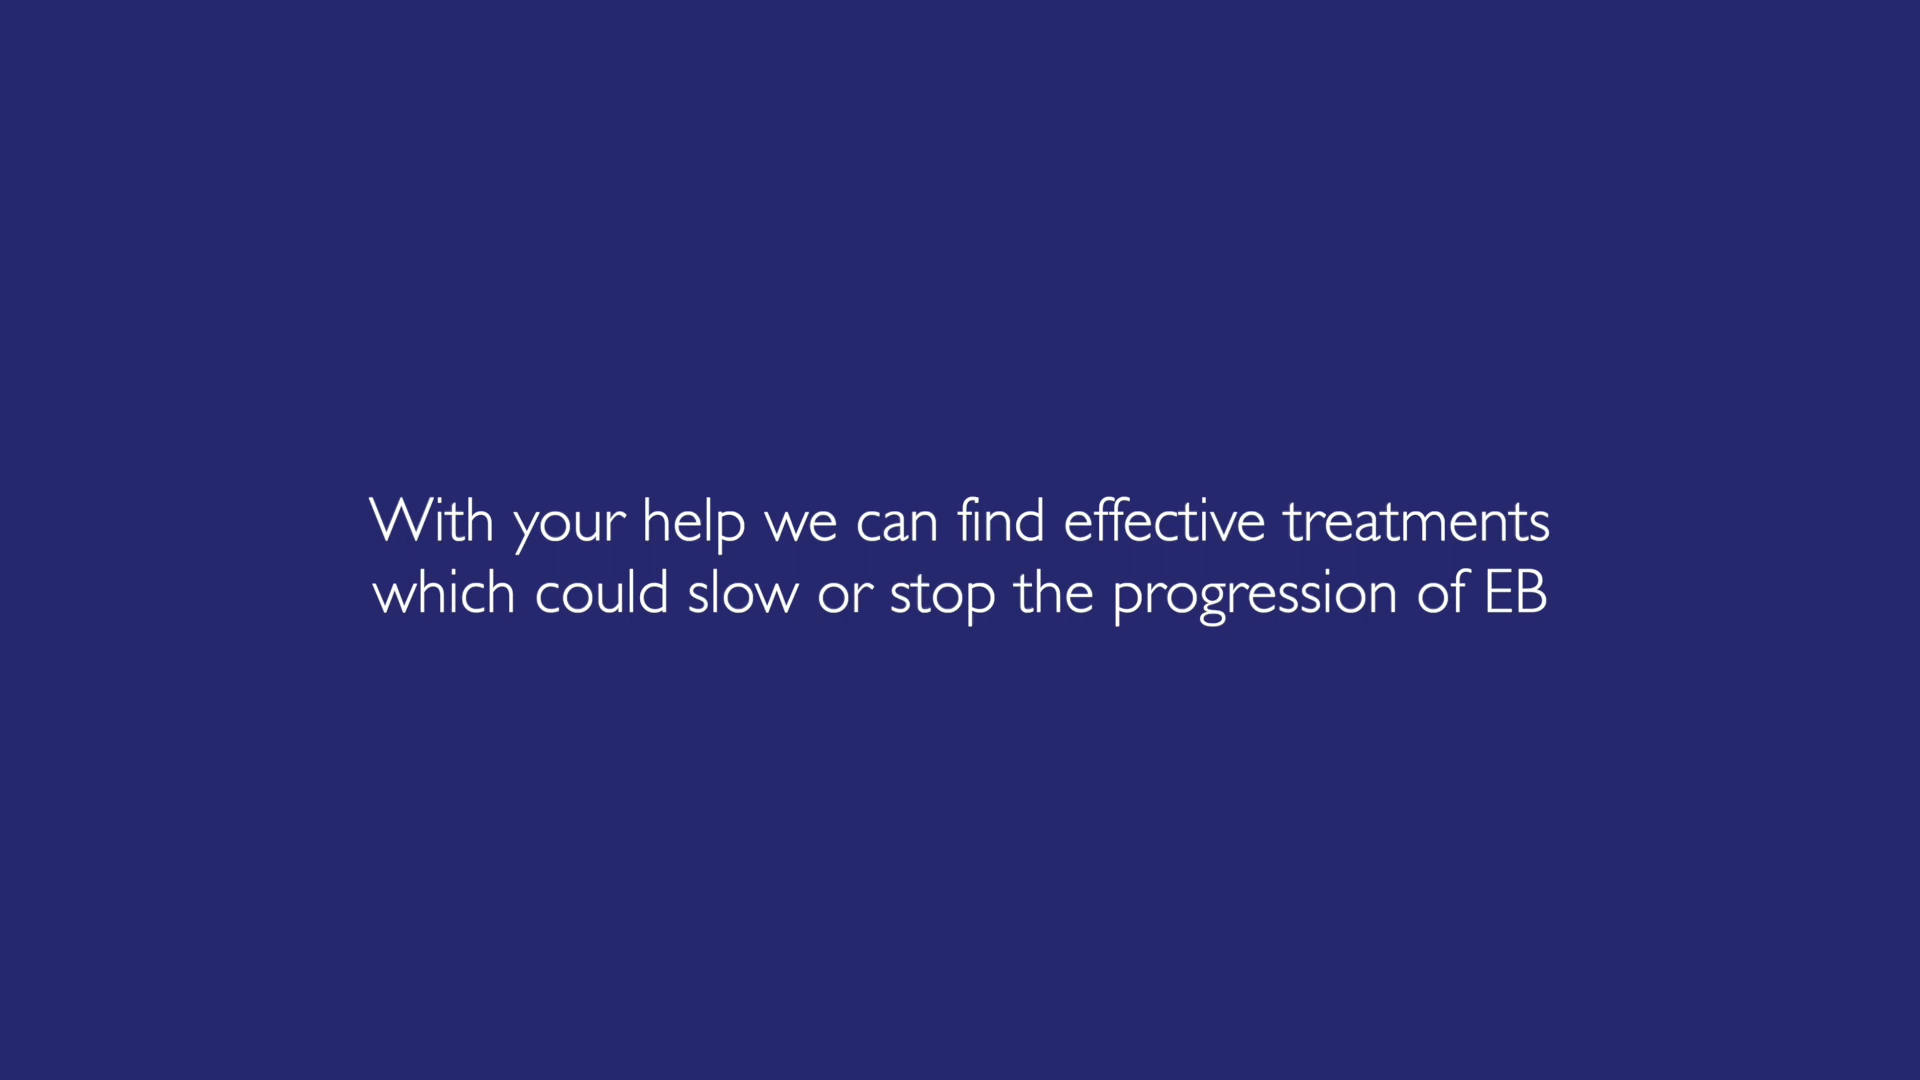 With your help we can find effective treatments
which could slow or stop the progression of EB